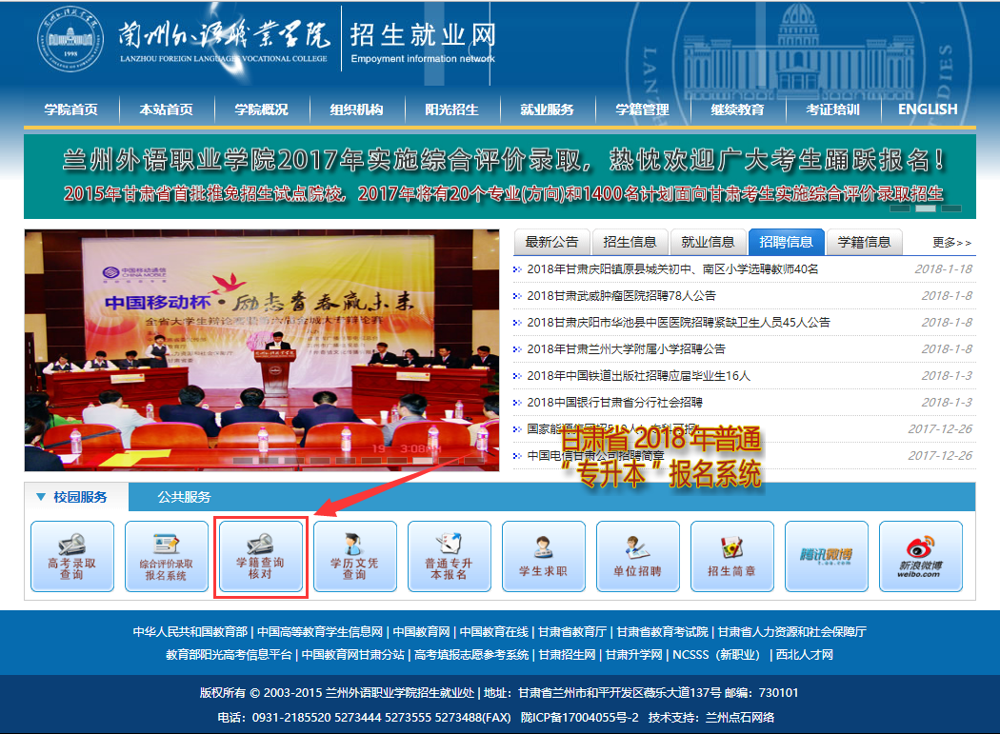 兰州外语职业学院
LANZHOU FOREIGN LANGUAGES VOCATIONAL COLLEGE
1998
招生就业网
Empoyment information network
学院首页 本站首页 学院概况 组织机构 阳光招生 就业服务 学籍管理 继续教育 考证培训 ENGLISH
兰州外语职业学院2017年实施综合评价录取，热忱欢迎广大考生踊跃报名！
2015年甘肃省首批推免招生试点院校，2017年将有20个专业(方向)和1400名计划面向甘肃考生实施综合评价录取招生
中国移动通信
CHINA MOBILE
中国移动杯·励志青春赢未来
3:08
最新公告 招生信息 就业信息 招聘信息 学籍信息 更多>>
2018年甘肃庆阳镇原县城关初中、南区小学选聘教师40名 2018-1-18
2018甘肃武威肿瘤医院招聘78人公告 2018-1-8
2018甘肃庆阳市华池县中医医院招聘紧缺卫生人员45人公告 2018-1-8
2018年甘肃兰州大学附属小学招聘公告 2018-1-8
2018年中国铁道出版社招聘应届毕业生16人 2018-1-3
2018中国银行甘肃省分行社会招聘 2018-1-3
国家能源集团招 2017-12-26
中国电信甘肃公司招聘简章 2017-12-26
甘肃省 2018 年普通
“ 专升本 ” 报名系统
校园服务 公共服务
高考录取
查询
综合评价录取
报名系统
学籍查询
核对
学历文凭
查询
普通专升
本报名
学生求职
单位招聘
招生简章
腾讯微博
t.qq.com
新浪微博
weibo.com
中华人民共和国教育部 | 中国高等教育学生信息网 | 中国教育网 | 中国教育在线 | 甘肃省教育厅 | 甘肃省教育考试院 | 甘肃省人力资源和社会保障厅
教育部阳光高考信息平台 | 中国教育网甘肃分站 | 高考填报志愿参考系统 | 甘肃招生网 | 甘肃升学网 | NCSSS（新职业） | 西北人才网
版权所有 © 2003-2015 兰州外语职业学院招生就业处 | 地址：甘肃省兰州市和平开发区薇乐大道137号 邮编：730101
电话：0931-2185520 5273444 5273555 5273488(FAX) 陇ICP备17004055号-2 技术支持：兰州点石网络